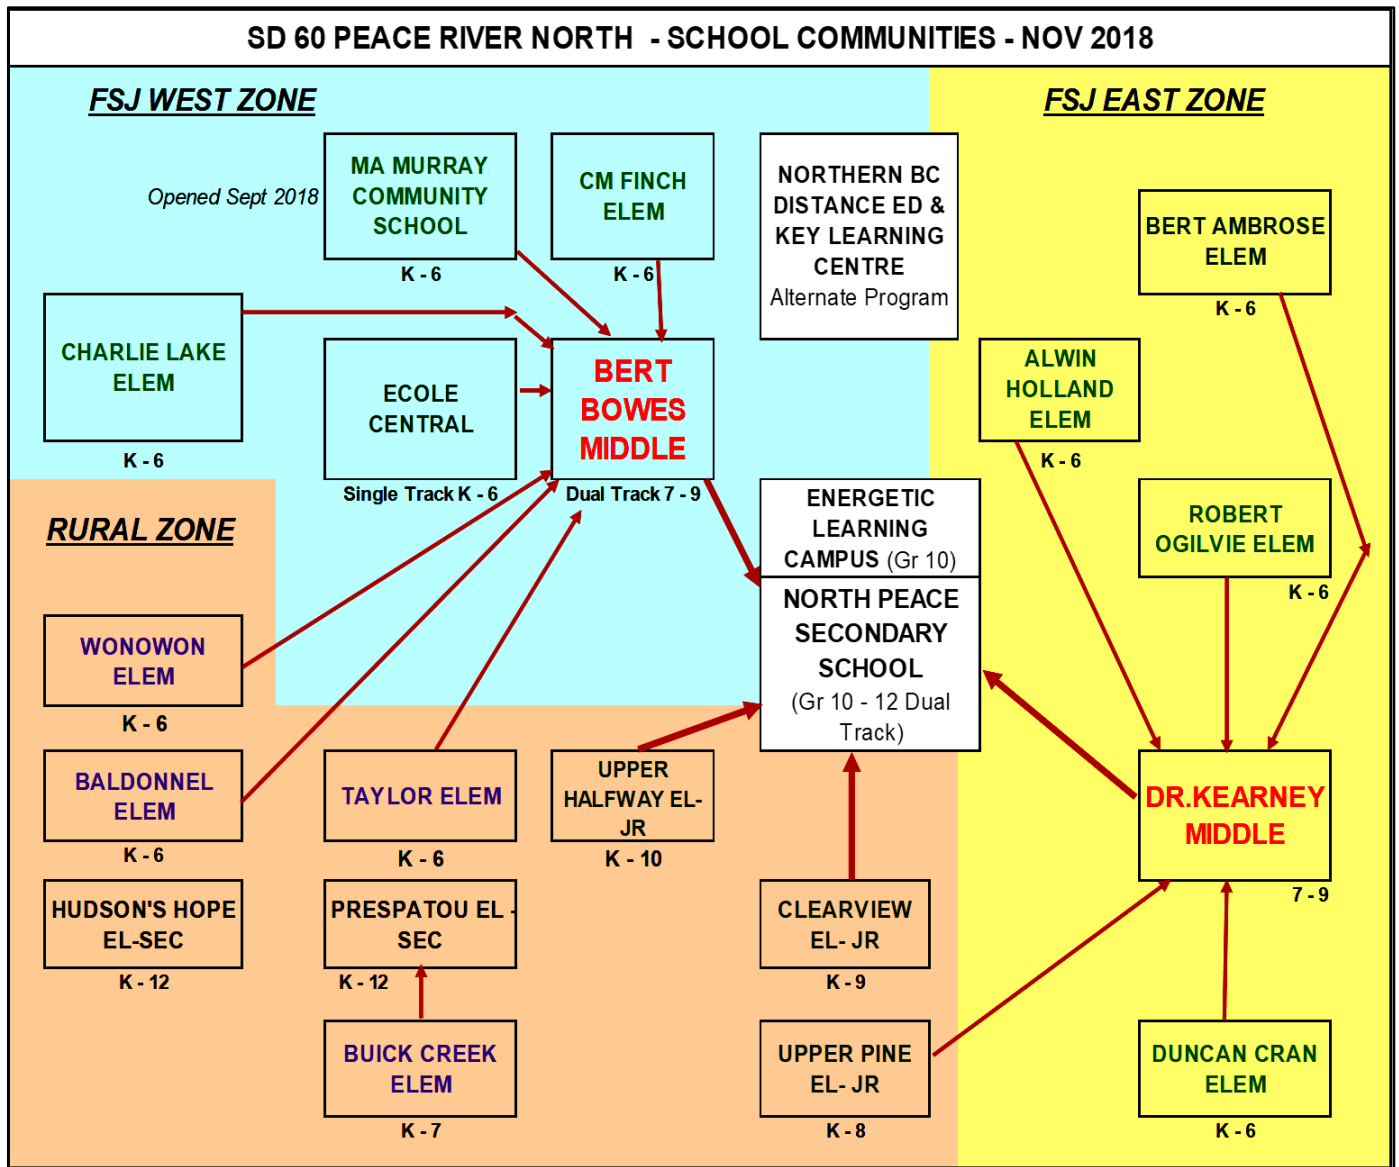 SD 60 PEACE RIVER NORTH - SCHOOL COMMUNITIES - NOV 2018
FSJ WEST ZONE
FSJ EAST ZONE
Opened Sept 2018
MA MURRAY
COMMUNITY
SCHOOL
K - 6
CM FINCH
ELEM
K - 6
NORTHERN BC
DISTANCE ED &
KEY LEARNING
CENTRE
Alternate Program
BERT AMBROSE
ELEM
K - 6
CHARLIE LAKE
ELEM
K - 6
ECOLE
CENTRAL
Single Track K - 6
BERT
BOWES
MIDDLE
Dual Track 7 - 9
ALWIN
HOLLAND
ELEM
K - 6
RURAL ZONE
ENERGETIC
LEARNING
CAMPUS (Gr 10)
NORTH PEACE
SECONDARY
SCHOOL
(Gr 10 - 12 Dual
Track)
ROBERT
OGILVIE ELEM
K - 6
WONOWON
ELEM
K - 6
BALDONNEL
ELEM
K - 6
TAYLOR ELEM
K - 6
UPPER
HALFWAY EL-
JR
K - 10
DR.KEARNEY
MIDDLE
7 - 9
HUDSON'S HOPE
EL-SEC
K - 12
PRESPATOU EL -
SEC
K - 12
CLEARVIEW
EL- JR
K - 9
BUICK CREEK
ELEM
K - 7
UPPER PINE
EL- JR
K - 8
DUNCAN CRAN
ELEM
K - 6